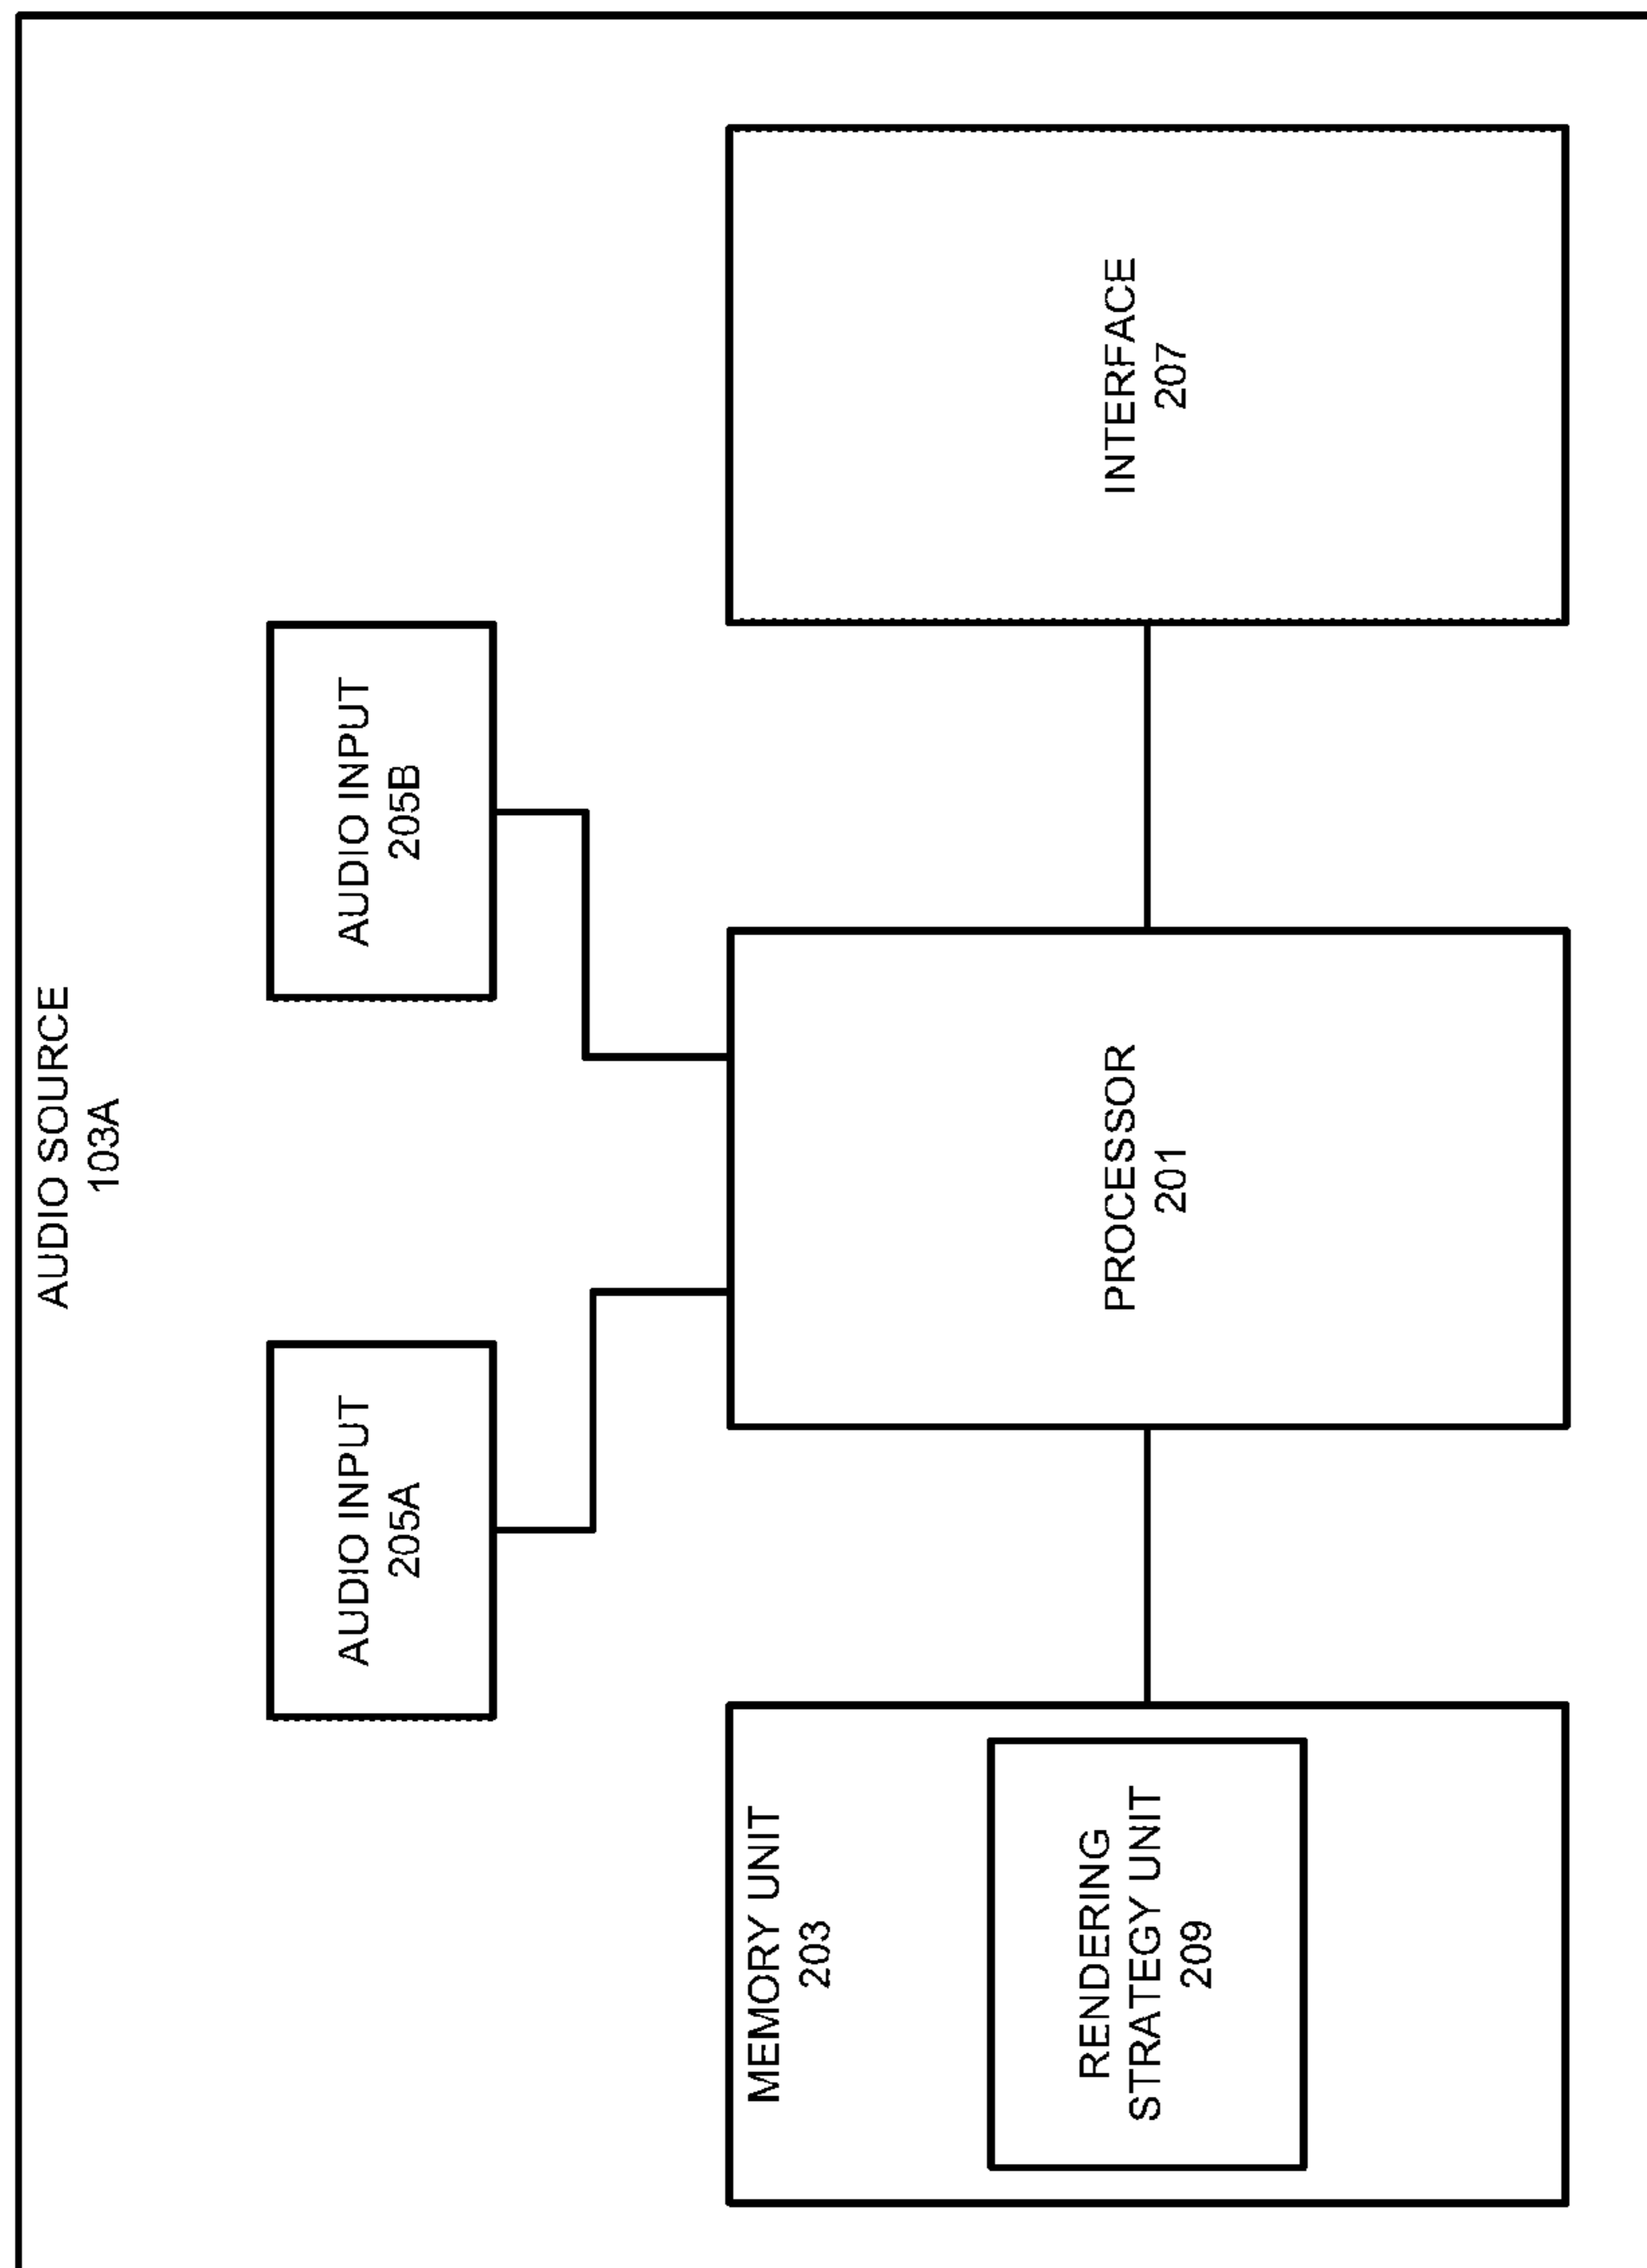 AUDIO SOURCE
103A
AUDIO INPUT
205A
AUDIO INPUT
205B
MEMORY UNIT
203
RENDERING
STRATEGY UNIT
209
PROCESSOR
201
INTERFACE
207